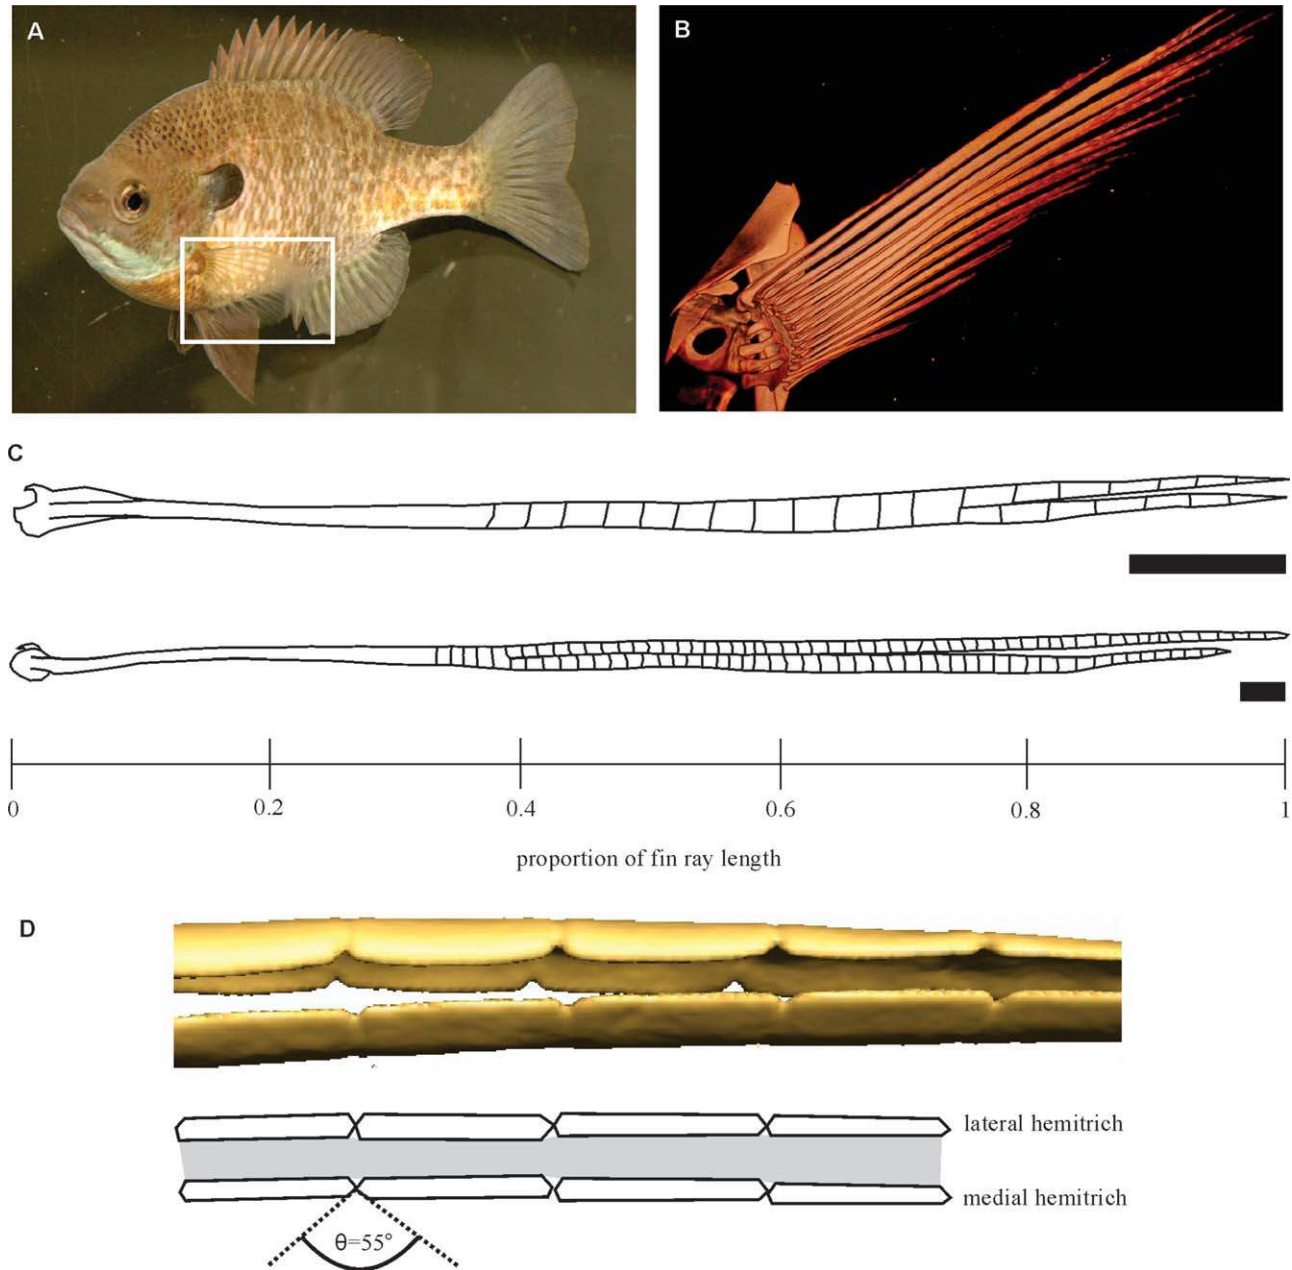 A
B
C
0
0.2
0.4
0.6
0.8
1
proportion of fin ray length
D
lateral hemitrich
medial hemitrich
θ=55°